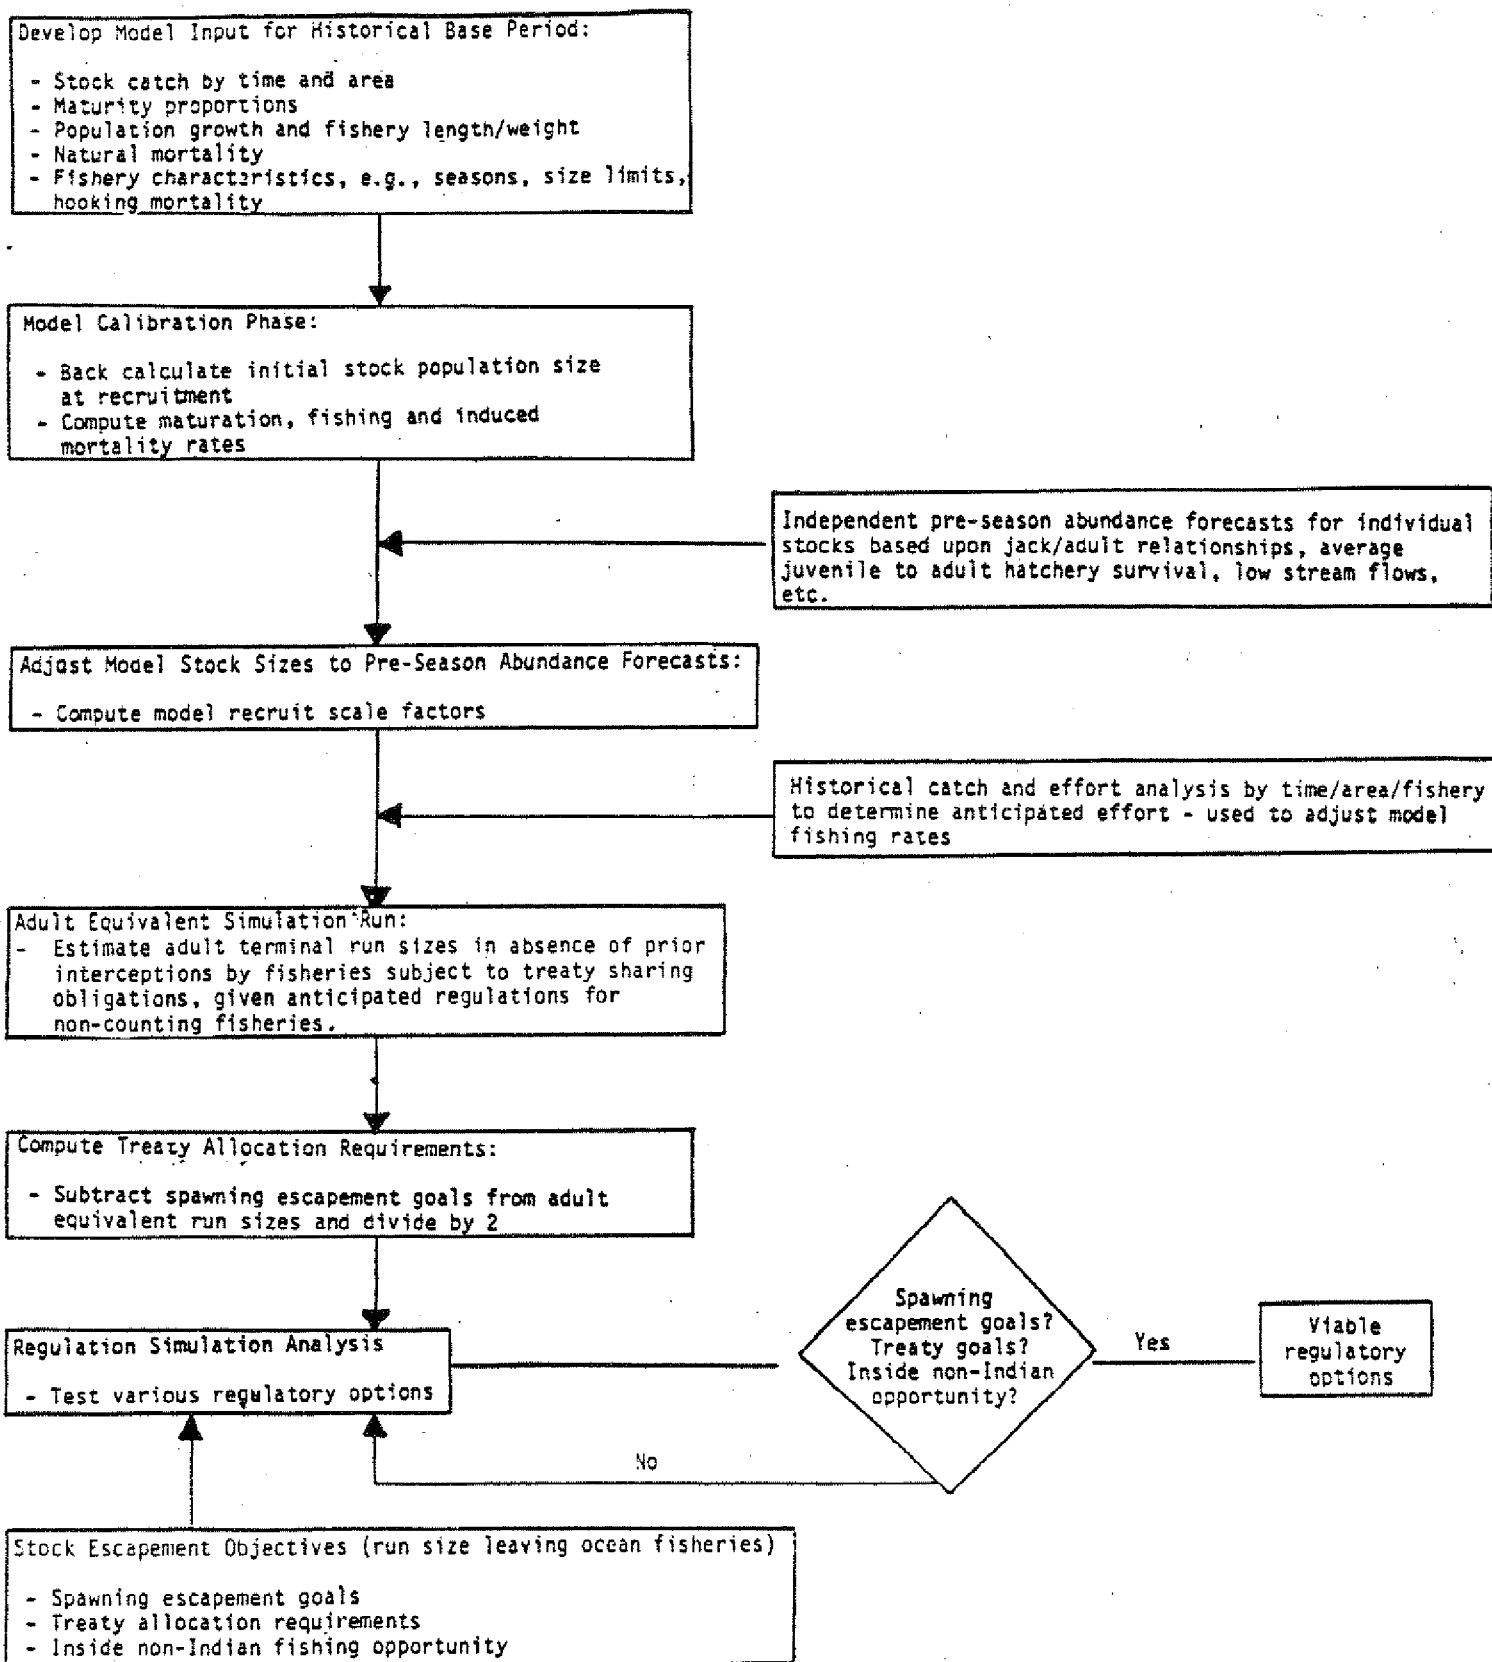 Develop Model Input for Historical Base Period:
- Stock catch by time and area
- Maturity proportions
- Population growth and fishery length/weight
- Natural mortality
- Fishery characteristics, e.g., seasons, size limits,
hooking mortality
Model Calibration Phase:
- Back calculate initial stock population size
at recruitment
- Compute maturation, fishing and induced
mortality rates
Independent pre-season abundance forecasts for individual
stocks based upon jack/adult relationships, average
juvenile to adult hatchery survival, low stream flows,
etc.
Adjust Model Stock Sizes to Pre-Season Abundance Forecasts:
- Compute model recruit scale factors
Historical catch and effort analysis by time/area/fishery
to determine anticipated effort - used to adjust model
fishing rates
Adult Equivalent Simulation Run:
- Estimate adult terminal run sizes in absence of prior
interceptions by fisheries subject to treaty sharing
obligations, given anticipated regulations for
non-counting fisheries.
Compute Treaty Allocation Requirements:
- Subtract spawning escapement goals from adult
equivalent run sizes and divide by 2
Regulation Simulation Analysis
- Test various regulatory options
Spawning
escapement goals?
Treaty goals?
Inside non-Indian
opportunity?
Yes
Viable
regulatory
options
No
Stock Escapement Objectives (run size leaving ocean fisheries)
- Spawning escapement goals
- Treaty allocation requirements
- Inside non-Indian fishing opportunity